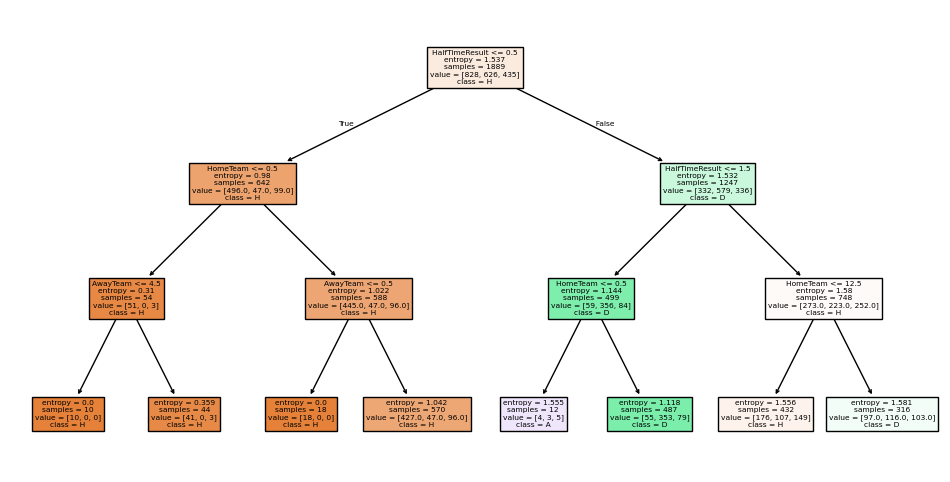 HalfTimeResult <= 0.5
entropy = 1.537
samples = 1889
value = [828, 626, 435]
class = H
True
False
HomeTeam <= 0.5
entropy = 0.98
samples = 642
value = [496.0, 47.0, 99.0]
class = H
HalfTimeResult <= 1.5
entropy = 1.532
samples = 1247
value = [332, 579, 336]
class = D
AwayTeam <= 4.5
entropy = 0.31
samples = 54
value = [51, 0, 3]
class = H
AwayTeam <= 0.5
entropy = 1.022
samples = 588
value = [445.0, 47.0, 96.0]
class = H
HomeTeam <= 0.5
entropy = 1.144
samples = 499
value = [59, 356, 84]
class = D
HomeTeam <= 12.5
entropy = 1.58
samples = 748
value = [273.0, 223.0, 252.0]
class = H
entropy = 0.0
samples = 10
value = [10, 0, 0]
class = H
entropy = 0.359
samples = 44
value = [41, 0, 3]
class = H
entropy = 0.0
samples = 18
value = [18, 0, 0]
class = H
entropy = 1.042
samples = 570
value = [427.0, 47.0, 96.0]
class = H
entropy = 1.555
samples = 12
value = [4, 3, 5]
class = A
entropy = 1.118
samples = 487
value = [55, 353, 79]
class = D
entropy = 1.556
samples = 432
value = [176, 107, 149]
class = H
entropy = 1.581
samples = 316
value = [97.0, 116.0, 103.0]
class = D